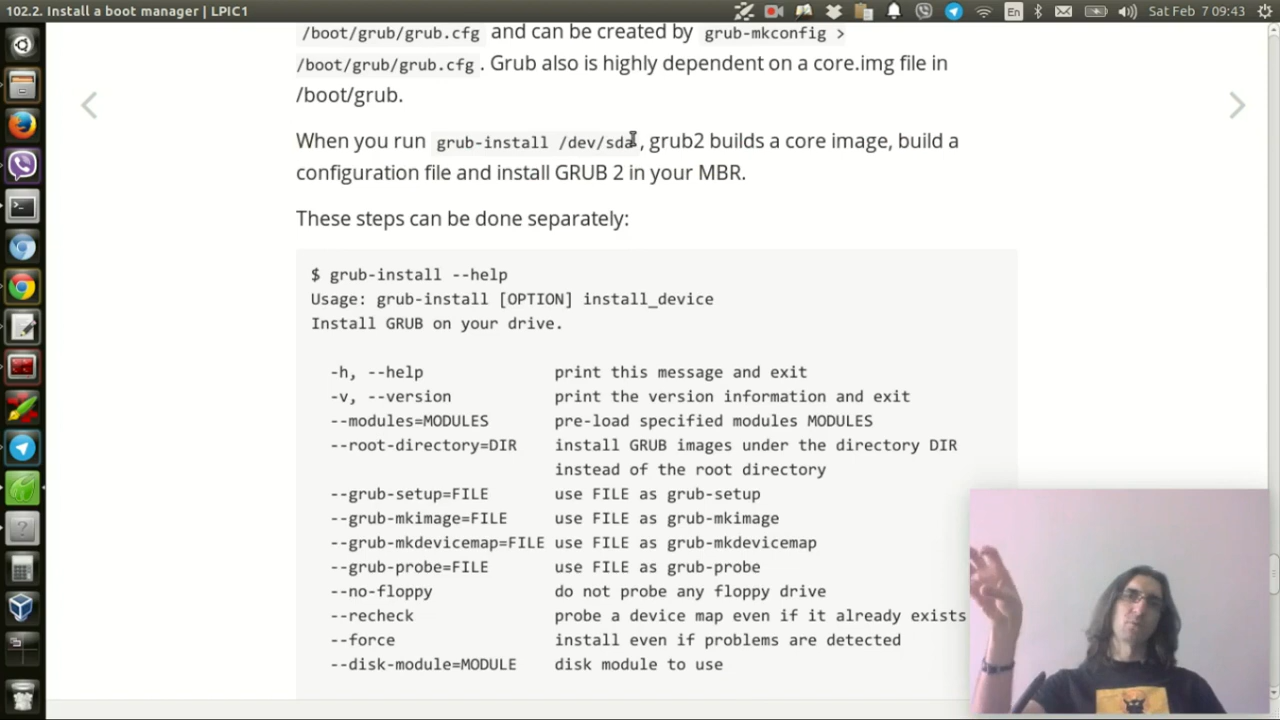 102.2. Install a boot manager | LPIC1
En
Sat Feb 7 09:43
/boot/grub/grub.cfg and can be created by grub-mkconfig >
/boot/grub/grub.cfg . Grub also is highly dependent on a core.img file in
/boot/grub.
When you run grub-install /dev/sda , grub2 builds a core image, build a
configuration file and install GRUB 2 in your MBR.
These steps can be done separately:
$ grub-install --help
Usage: grub-install [OPTION] install_device
Install GRUB on your drive.
-h, --help print this message and exit
-v, --version print the version information and exit
--modules=MODULES pre-load specified modules MODULES
--root-directory=DIR install GRUB images under the directory DIR
instead of the root directory
--grub-setup=FILE use FILE as grub-setup
--grub-mkimage=FILE use FILE as grub-mkimage
--grub-mkdevicemap=FILE use FILE as grub-mkdevicemap
--grub-probe=FILE use FILE as grub-probe
--no-floppy do not probe any floppy drive
--recheck probe a device map even if it already exists
--force install even if problems are detected
--disk-module=MODULE disk module to use